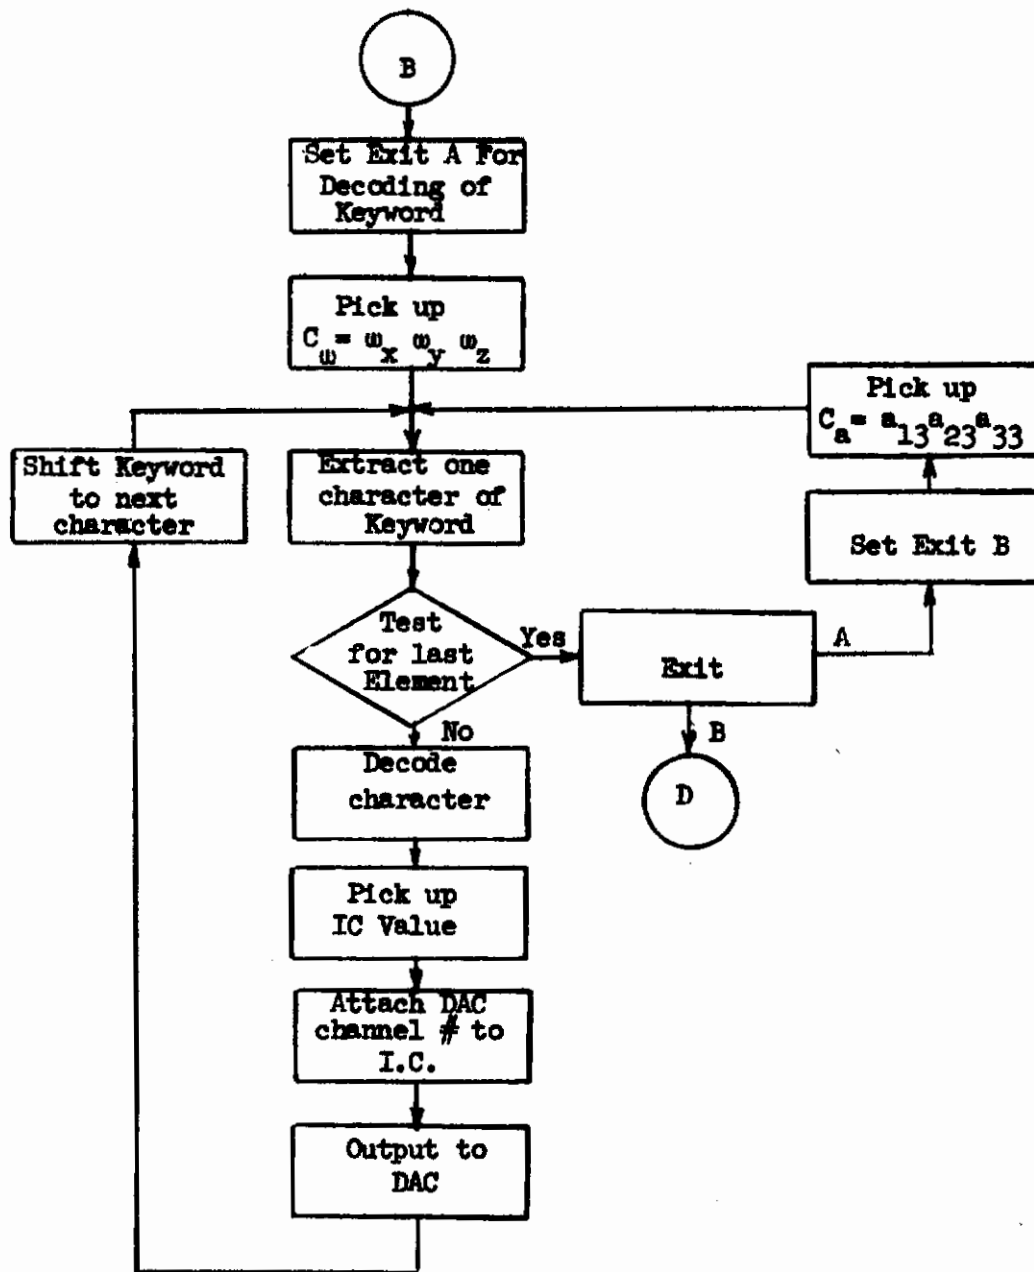 B
Set Exit A For
Decoding of
Keyword
Pick up
C_ω = ω_x ω_y ω_z
Pick up
C_a = a_13 a_23 a_33
Shift Keyword
to next
character
Extract one
character of
Keyword
Set Exit B
Test
for last
Element
Yes
Exit
A
No
B
D
Decode
character
Pick up
IC Value
Attach DAC
channel # to
I.C.
Output to
DAC